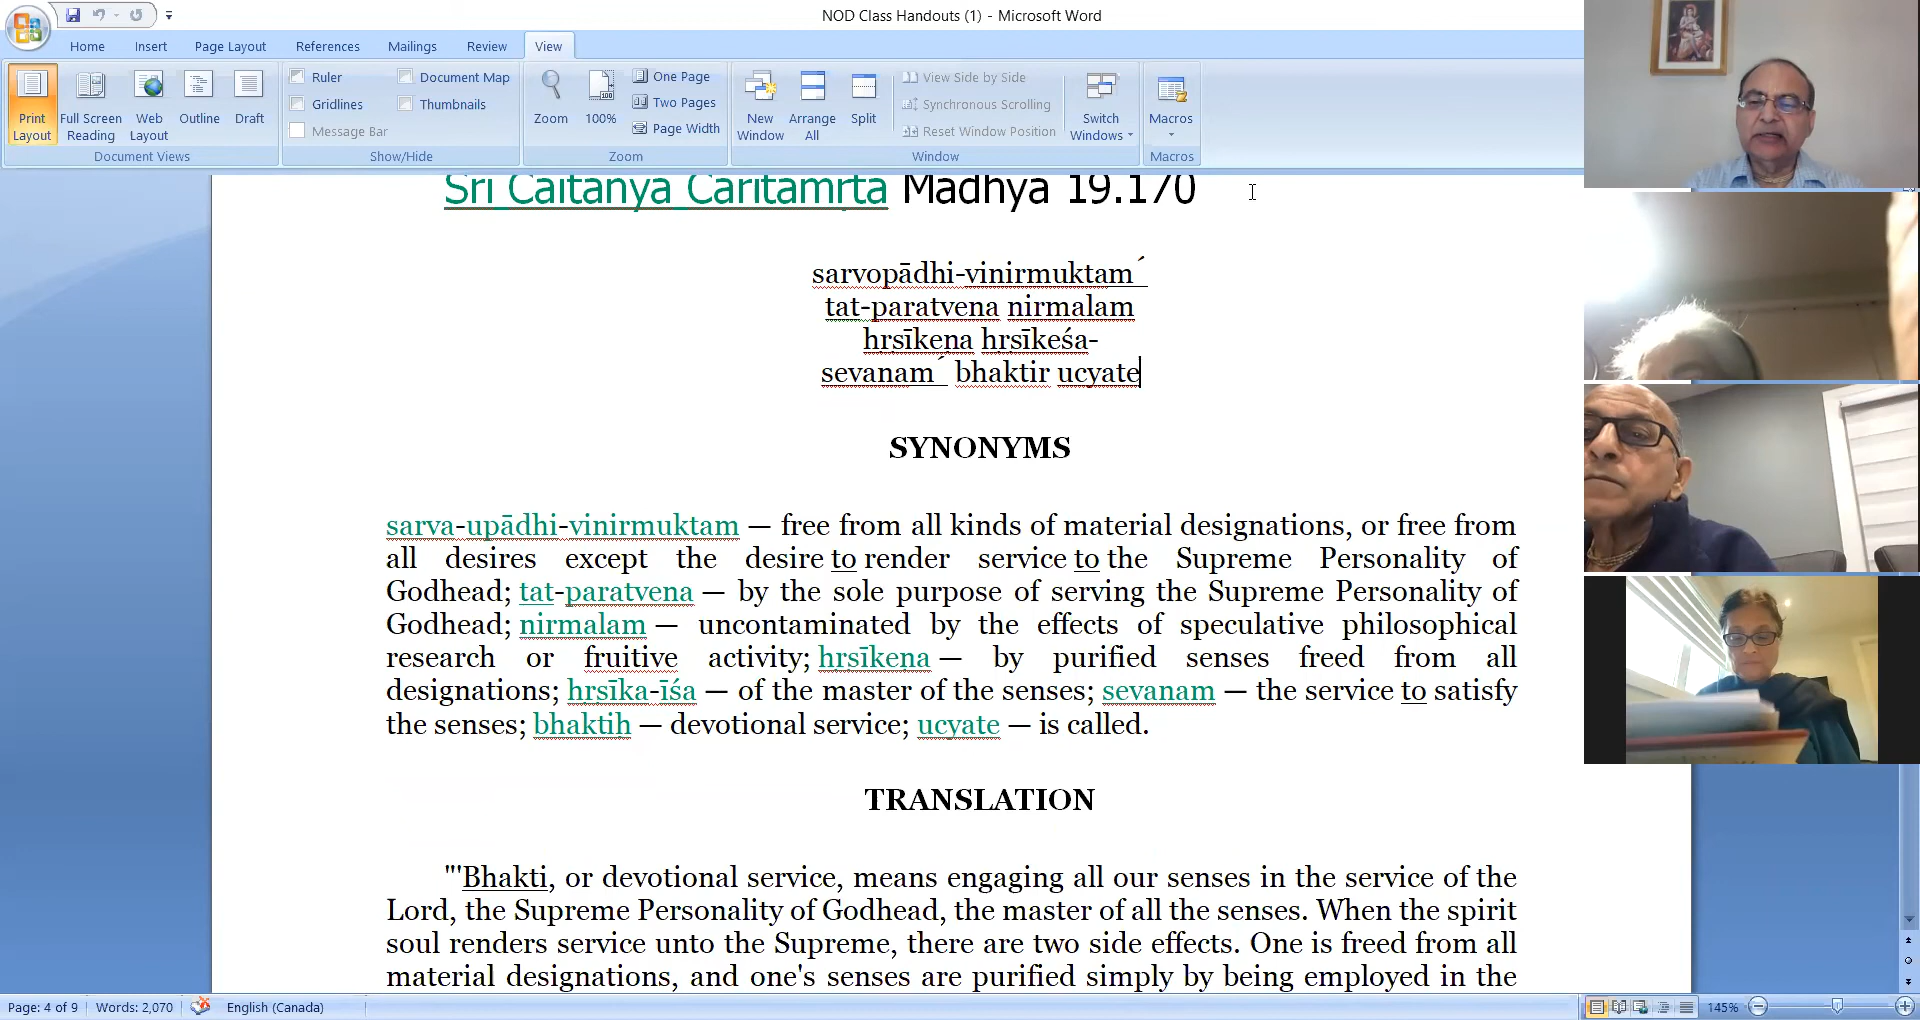 NOD Class Handouts (1) - Microsoft Word
Home Insert Page Layout References Mailings Review View
Print Layout
Full Screen Reading
Web Layout
Outline
Draft
Document Views
Ruler
Gridlines
Message Bar
Document Map
Thumbnails
Show/Hide
Zoom
100%
One Page
Two Pages
Page Width
Zoom
New Window
Arrange All
Split
View Side by Side
Synchronous Scrolling
Reset Window Position
Switch Windows
Window
Macros
Macros
Sri Caitanya Caritamrta Madhya 19.170
sarvopādhi-vinirmuktam ́
tat-paratvena nirmalam
hṛṣīkeṇa hṛṣīkeśa-
sevanam ́ bhaktir ucyate
SYNONYMS
sarva-upādhi-vinirmuktam — free from all kinds of material designations, or free from
all desires except the desire to render service to the Supreme Personality of
Godhead; tat-paratvena — by the sole purpose of serving the Supreme Personality of
Godhead; nirmalam — uncontaminated by the effects of speculative philosophical
research or fruitive activity; hṛṣīkeṇa — by purified senses freed from all
designations; hṛṣīka-īśa — of the master of the senses; sevanam — the service to satisfy
the senses; bhaktiḥ — devotional service; ucyate — is called.
TRANSLATION
"'Bhakti, or devotional service, means engaging all our senses in the service of the
Lord, the Supreme Personality of Godhead, the master of all the senses. When the spirit
soul renders service unto the Supreme, there are two side effects. One is freed from all
material designations, and one's senses are purified simply by being employed in the
Page: 4 of 9 Words: 2,070 English (Canada) 145%